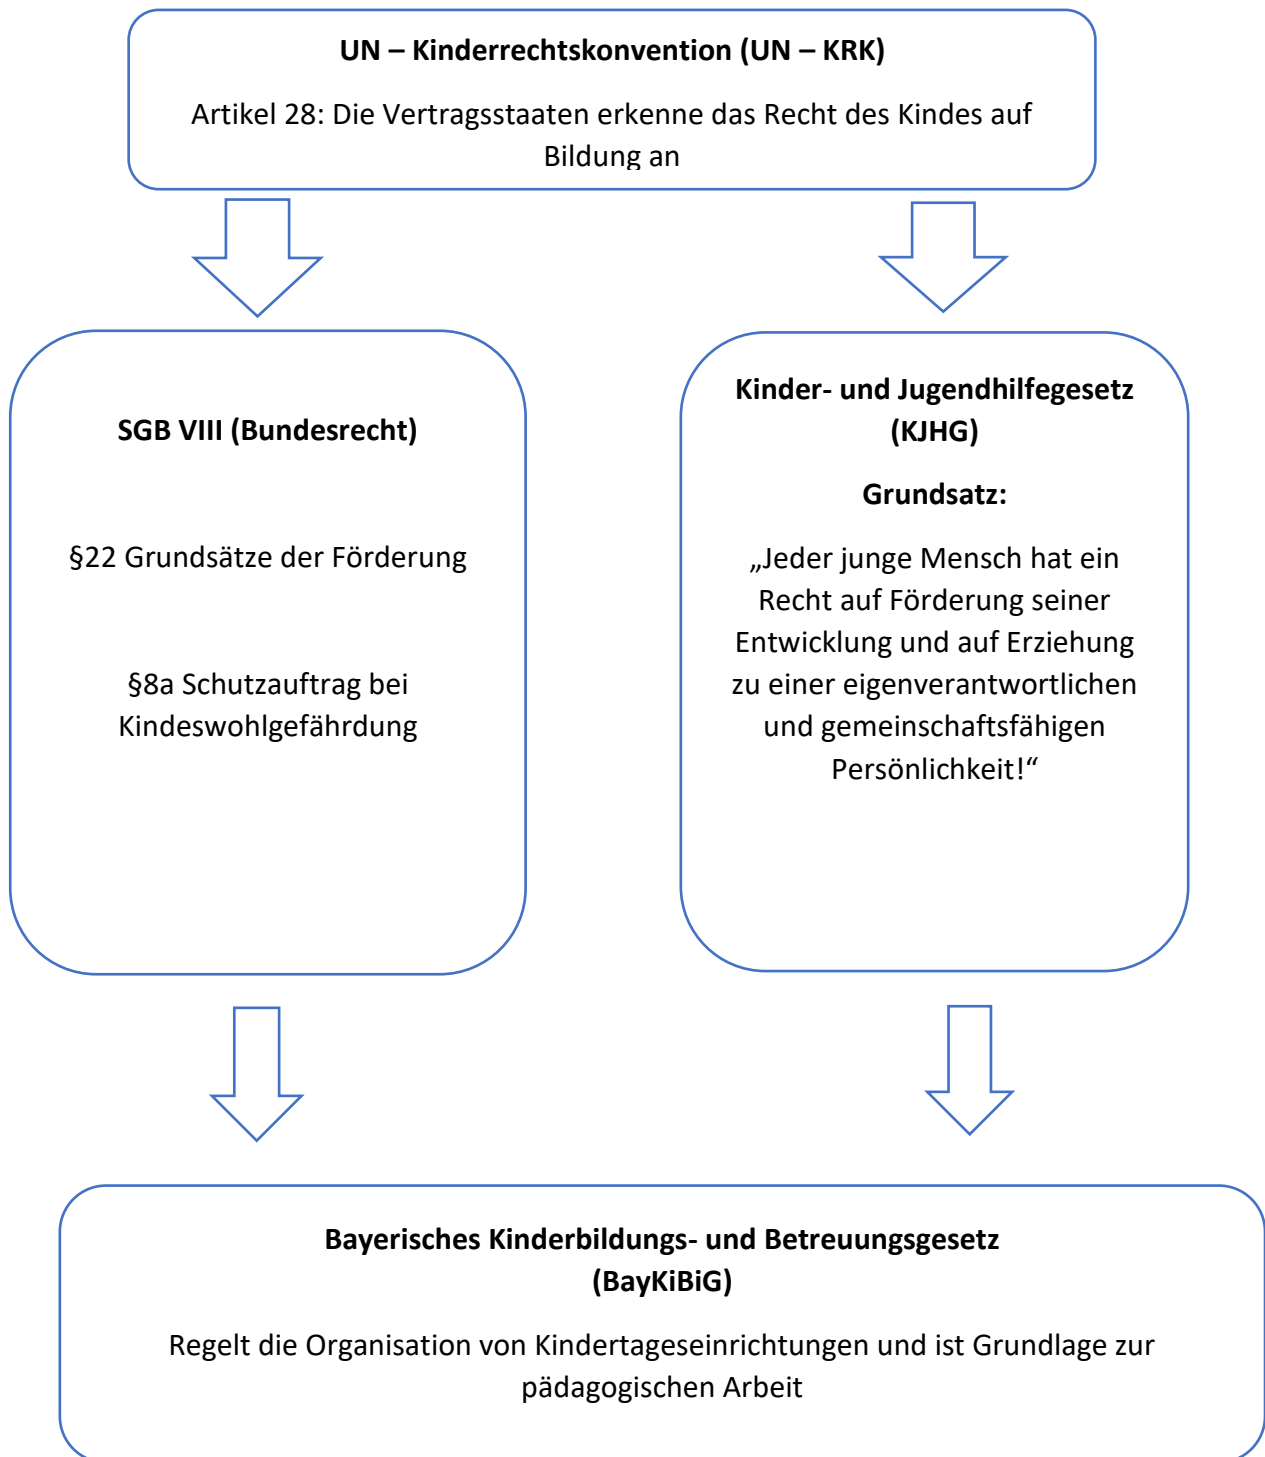 UN – Kinderrechtskonvention (UN – KRK)
Artikel 28: Die Vertragsstaaten erkenne das Recht des Kindes auf
Bildung an
SGB VIII (Bundesrecht)
§22 Grundsätze der Förderung
§8a Schutzauftrag bei
Kindeswohlgefährdung
Kinder- und Jugendhilfegesetz
(KJHG)
Grundsatz:
„Jeder junge Mensch hat ein
Recht auf Förderung seiner
Entwicklung und auf Erziehung
zu einer eigenverantwortlichen
und gemeinschaftsfähigen
Persönlichkeit!“
Bayerisches Kinderbildungs- und Betreuungsgesetz
(BayKiBiG)
Regelt die Organisation von Kindertageseinrichtungen und ist Grundlage zur
pädagogischen Arbeit